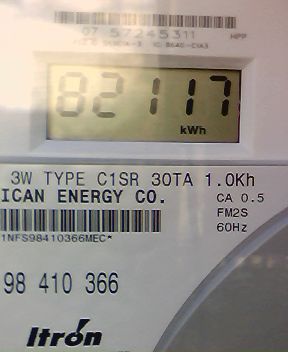 07 57245311 HPP
82117
kWh
3W TYPE C1SR 30TA 1.0Kh
ICAN ENERGY CO. CA 0.5
FM2S
1NFS98410366MEC* 60Hz
98 410 366
Itron